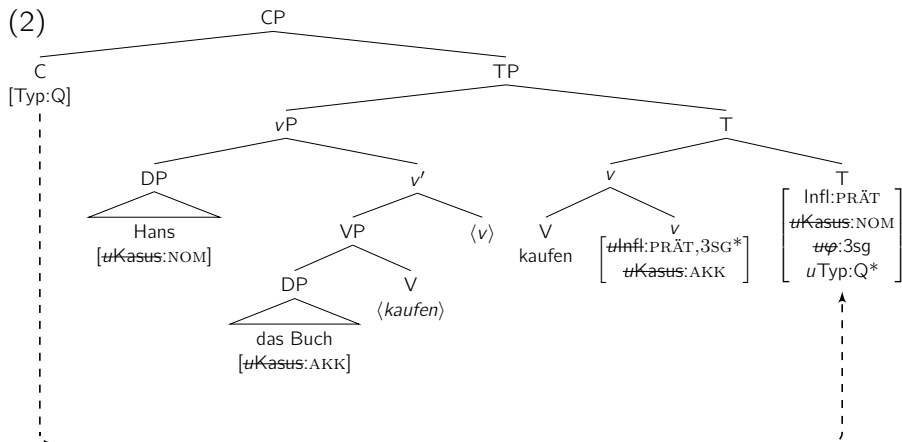 (2)
CP
C
[Typ:Q]
TP
vP
T
DP
Hans
[uKasus:NOM]
v′
v
T
Infl:PRÄT
uKasus:NOM
uφ:3sg
uTyp:Q*
VP
⟨v⟩
V
kaufen
v
uInfl:PRÄT,3SG*
uKasus:AKK
DP
das Buch
[uKasus:AKK]
V
⟨kaufen⟩